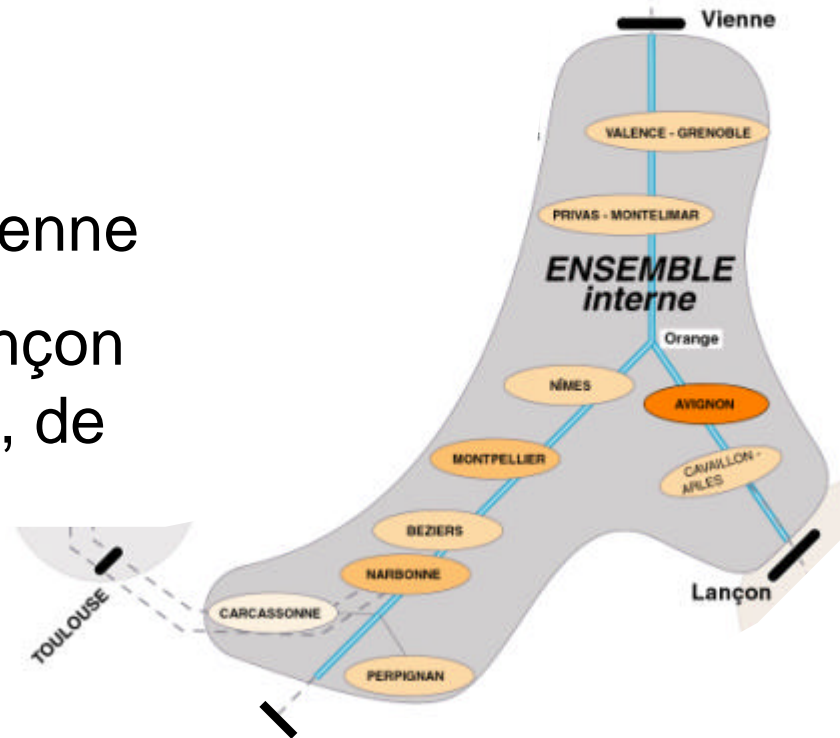 Vienne
VALENCE - GRENOBLE
enne
PRIVAS - MONTELIMAR
ENSEMBLE
interne
nçon
Orange
, de
NÎMES
AVIGNON
MONTPELLIER
CAVAILLON -
ARLES
BEZIERS
NARBONNE
Lançon
CARCASSONNE
TOULOUSE
PERPIGNAN